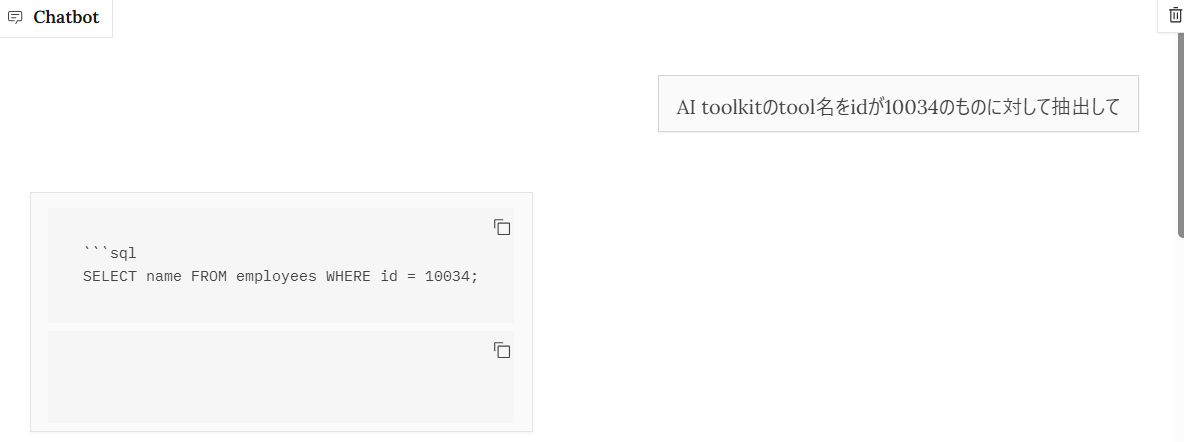 Chatbot
AI toolkitのtool名をidが10034のものに対して抽出して
```sql
SELECT name FROM employees WHERE id = 10034;